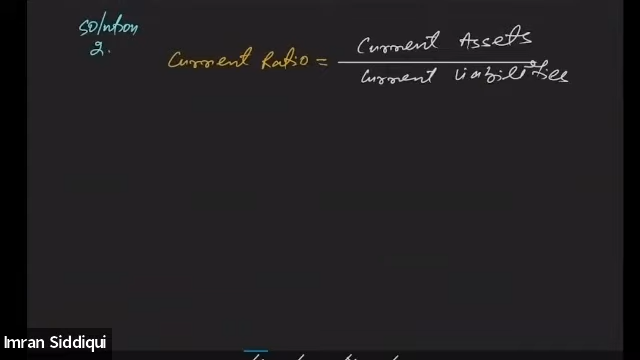 Solution
2.
Current Ratio = Current Assets
Current Liabilities
Imran Siddiqui